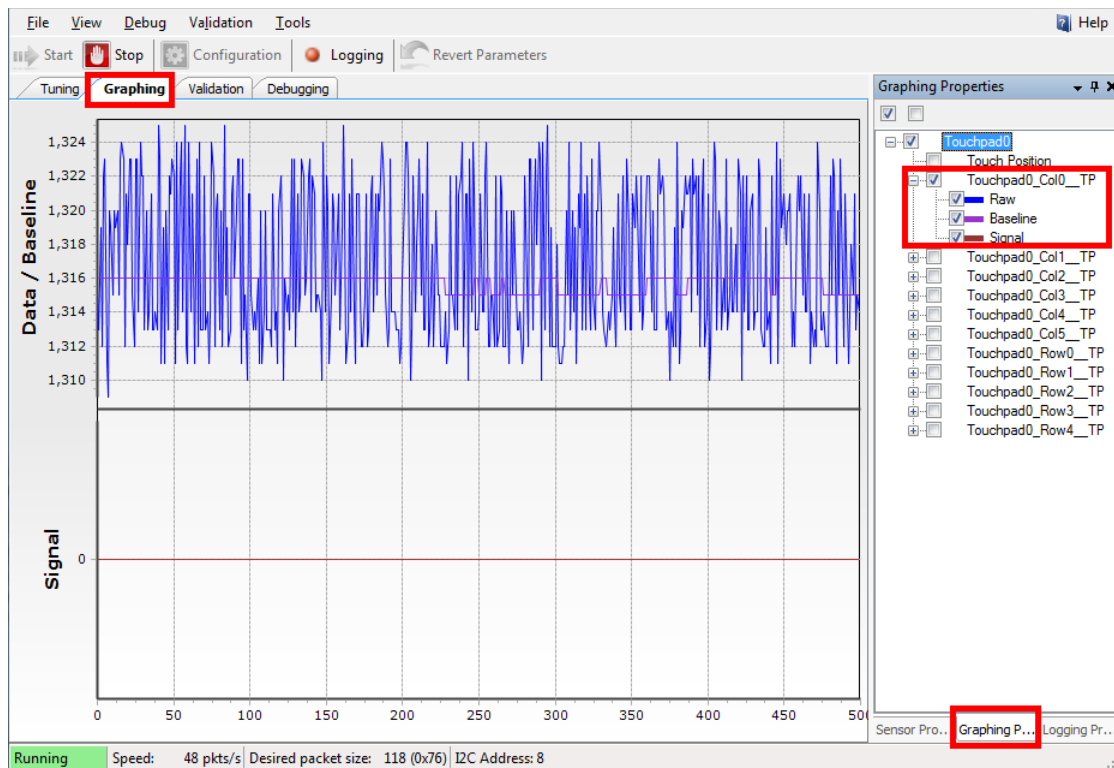 File View Debug Validation Tools Help
Start Stop Configuration Logging Revert Parameters
Tuning Graphing Validation Debugging
Data / Baseline
1,324
1,322
1,320
1,318
1,316
1,314
1,312
1,310
Signal
0
0 50 100 150 200 250 300 350 400 450 500
Graphing Properties
Touchpad0
Touch Position
Touchpad0_Col0__TP
Raw
Baseline
Signal
Touchpad0_Col1__TP
Touchpad0_Col2__TP
Touchpad0_Col3__TP
Touchpad0_Col4__TP
Touchpad0_Col5__TP
Touchpad0_Row0__TP
Touchpad0_Row1__TP
Touchpad0_Row2__TP
Touchpad0_Row3__TP
Touchpad0_Row4__TP
Sensor Pro... Graphing P... Logging Pr...
Running Speed: 48 pkts/s Desired packet size: 118 (0x76) I2C Address: 8